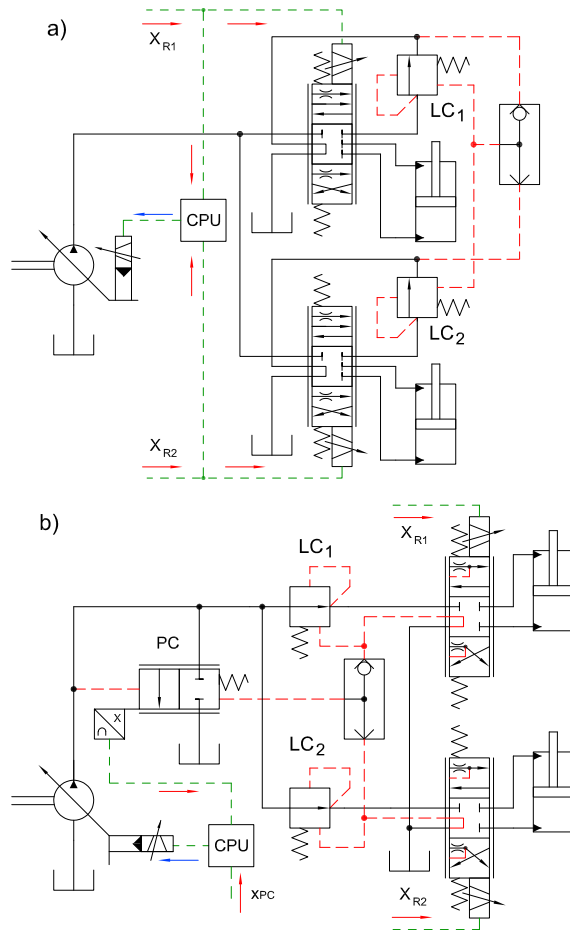 a)
X R1
LC1
CPU
LC2
X R2
b)
X R1
LC1
PC
x
LC2
CPU
xPC
X R2